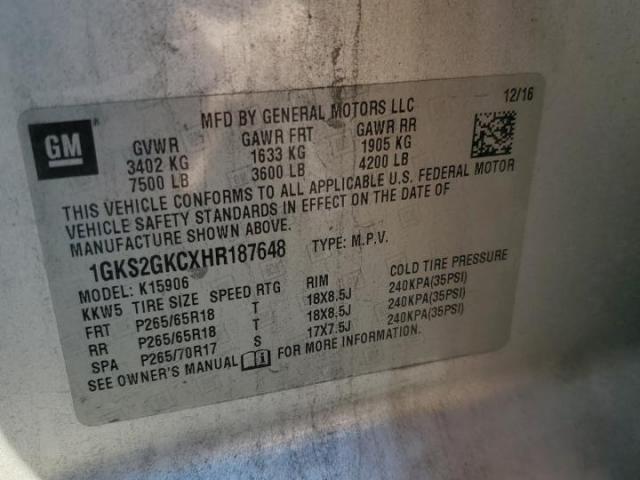 GM
MFD BY GENERAL MOTORS LLC
12/16
GVWR GAWR FRT GAWR RR
3402 KG 1633 KG 1905 KG
7500 LB 3600 LB 4200 LB
THIS VEHICLE CONFORMS TO ALL APPLICABLE U.S. FEDERAL MOTOR
VEHICLE SAFETY STANDARDS IN EFFECT ON THE DATE OF
MANUFACTURE SHOWN ABOVE.
1GKS2GKCXHR187648 TYPE: M.P.V.
MODEL: K15906
KKW5 TIRE SIZE SPEED RTG RIM COLD TIRE PRESSURE
FRT P265/65R18 T 18X8.5J 240KPA(35PSI)
RR P265/65R18 T 18X8.5J 240KPA(35PSI)
SPA P265/70R17 S 17X7.5J 240KPA(35PSI)
SEE OWNER'S MANUAL FOR MORE INFORMATION.